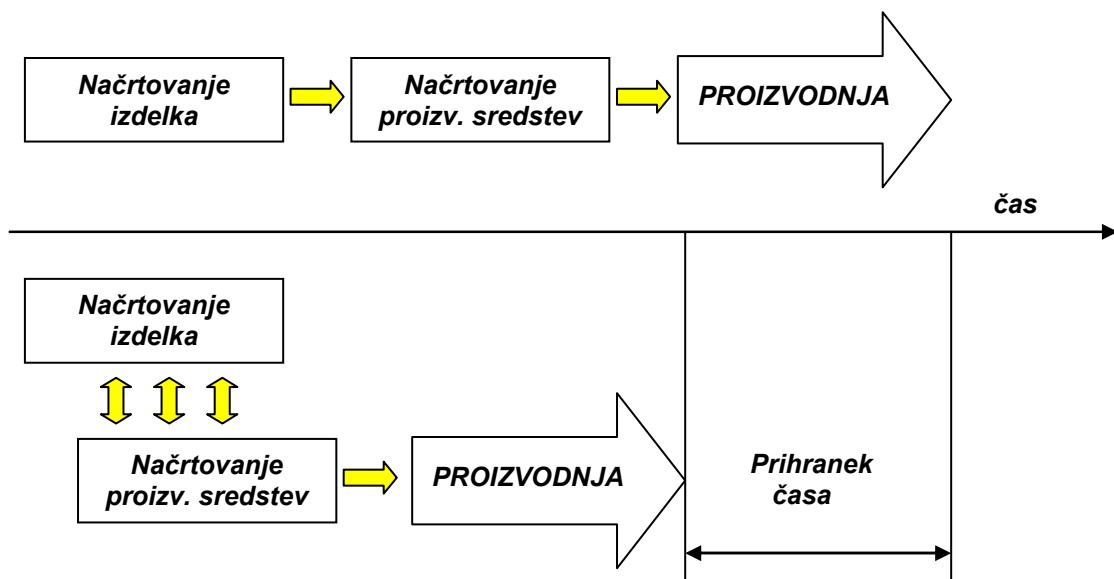 Načrtovanje
izdelka
Načrtovanje
proizv. sredstev
PROIZVODNJA
čas
Načrtovanje
izdelka
Načrtovanje
proizv. sredstev
PROIZVODNJA
Prihranek
časa